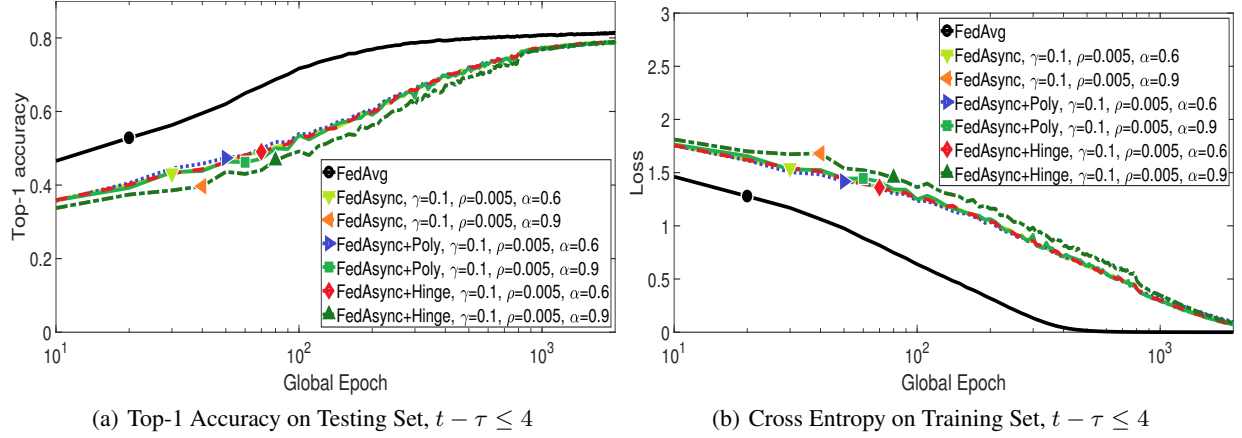 0.8
0.6
0.4
0.2
0
Top-1 accuracy
10^1
10^2
10^3
Global Epoch
FedAvg
FedAsync, γ=0.1, ρ=0.005, α=0.6
FedAsync, γ=0.1, ρ=0.005, α=0.9
FedAsync+Poly, γ=0.1, ρ=0.005, α=0.6
FedAsync+Poly, γ=0.1, ρ=0.005, α=0.9
FedAsync+Hinge, γ=0.1, ρ=0.005, α=0.6
FedAsync+Hinge, γ=0.1, ρ=0.005, α=0.9
(a) Top-1 Accuracy on Testing Set, t − τ ≤ 4
3
2.5
2
1.5
1
0.5
0
Loss
10^1
10^2
10^3
Global Epoch
FedAvg
FedAsync, γ=0.1, ρ=0.005, α=0.6
FedAsync, γ=0.1, ρ=0.005, α=0.9
FedAsync+Poly, γ=0.1, ρ=0.005, α=0.6
FedAsync+Poly, γ=0.1, ρ=0.005, α=0.9
FedAsync+Hinge, γ=0.1, ρ=0.005, α=0.6
FedAsync+Hinge, γ=0.1, ρ=0.005, α=0.9
(b) Cross Entropy on Training Set, t − τ ≤ 4